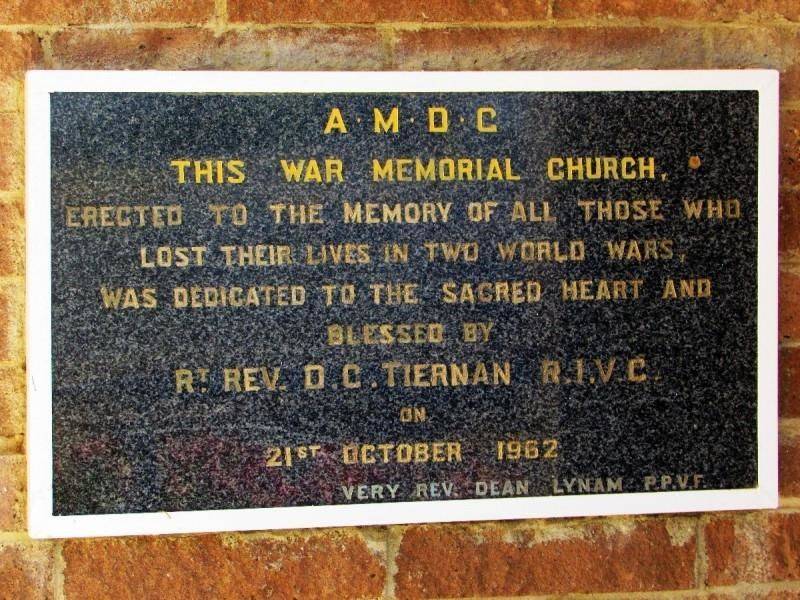 A·M·D·G
THIS WAR MEMORIAL CHURCH,
ERECTED TO THE MEMORY OF ALL THOSE WHO
LOST THEIR LIVES IN TWO WORLD WARS,
WAS DEDICATED TO THE SACRED HEART AND
BLESSED BY
RT REV. D.C. TIERNAN R.I.V.C.
ON
21ST OCTOBER 1962
VERY REV. DEAN LYNAM P.P.V.F.